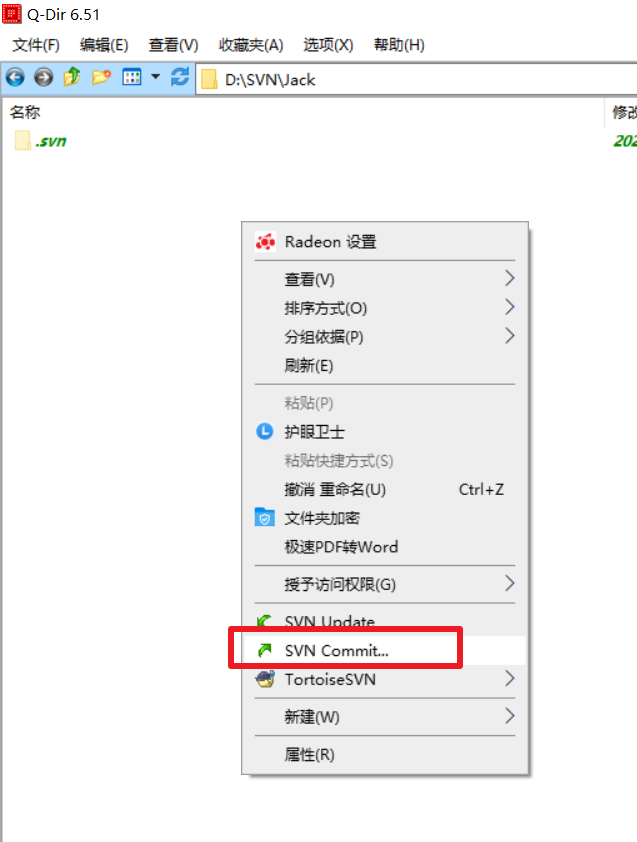 Q-Dir 6.51
文件(F) 编辑(E) 查看(V) 收藏夹(A) 选项(X) 帮助(H)
D:\SVN\Jack
名称 修改
.svn 202
Radeon 设置
查看(V)
排序方式(O)
分组依据(P)
刷新(E)
粘贴(P)
护眼卫士
粘贴快捷方式(S)
撤消 重命名(U) Ctrl+Z
文件夹加密
极速PDF转Word
授予访问权限(G)
SVN Update
SVN Commit...
TortoiseSVN
新建(W)
属性(R)